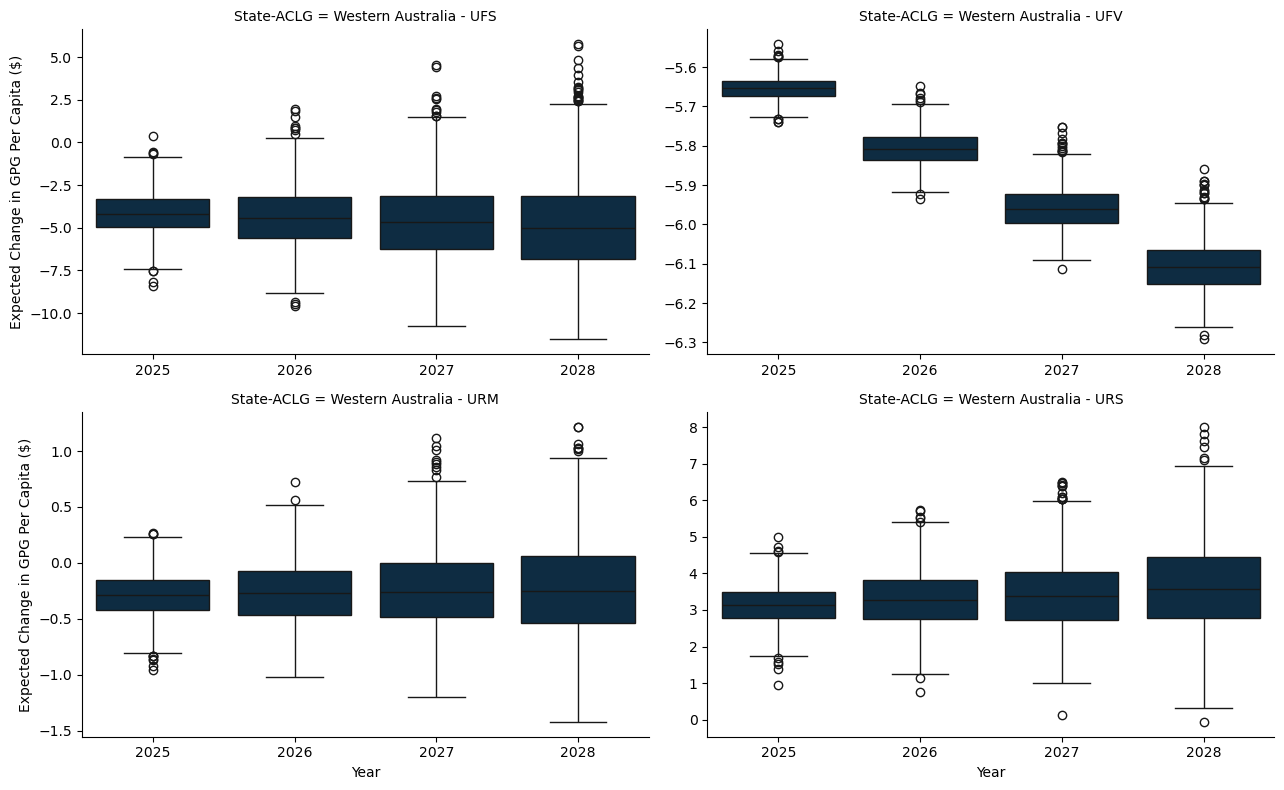 State-ACLG = Western Australia - UFS
Expected Change in GPG Per Capita ($)
5.0
2.5
0.0
−2.5
−5.0
−7.5
−10.0
2025 2026 2027 2028
State-ACLG = Western Australia - UFV
−5.6
−5.7
−5.8
−5.9
−6.0
−6.1
−6.2
−6.3
2025 2026 2027 2028
State-ACLG = Western Australia - URM
Expected Change in GPG Per Capita ($)
1.0
0.5
0.0
−0.5
−1.0
−1.5
2025 2026 2027 2028
Year
State-ACLG = Western Australia - URS
8
7
6
5
4
3
2
1
0
2025 2026 2027 2028
Year